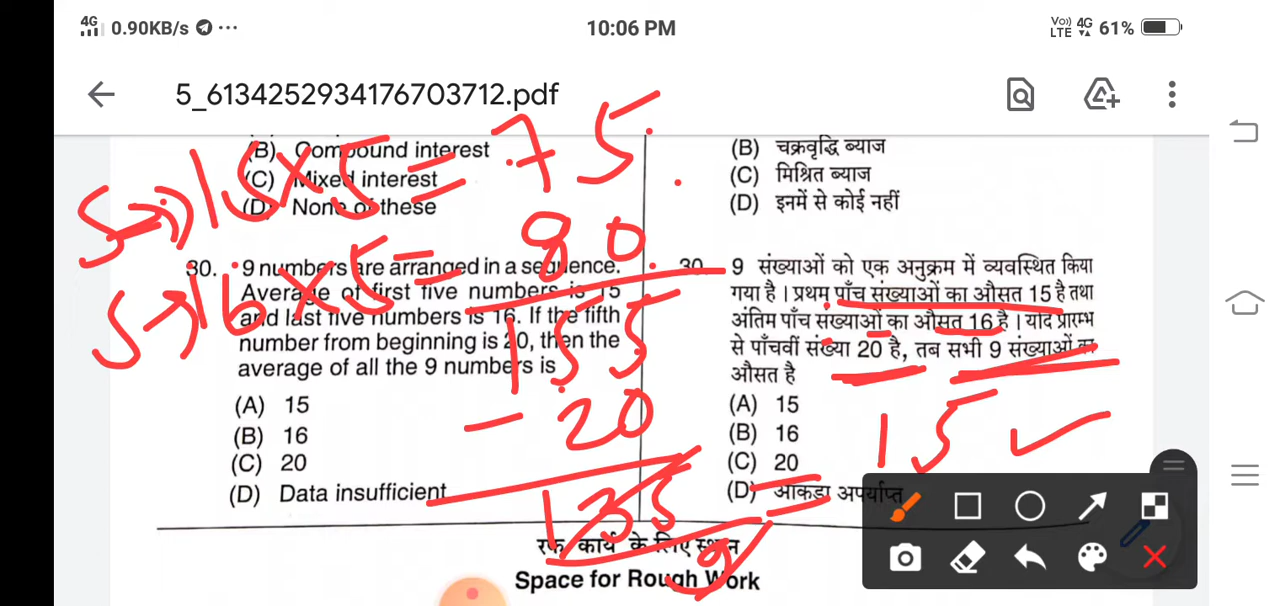 4G 0.90KB/s ... 10:06 PM Vo)) 4G LTE 61%
5_6134252934176703712.pdf
(B) Compound interest
(C) Mixed interest
(D) None of these
(B) चक्रवृद्धि ब्याज
(C) मिश्रित ब्याज
(D) इनमें से कोई नहीं
5→15×5=75
5→16×5=80
155
-20
135/9=15✓
30. 9 numbers are arranged in a sequence.
Average of first five numbers is 15
and last five numbers is 16. If the fifth
number from beginning is 20, then the
average of all the 9 numbers is
(A) 15
(B) 16
(C) 20
(D) Data insufficient
30. 9 संख्याओं को एक अनुक्रम में व्यवस्थित किया
गया है। प्रथम पाँच संख्याओं का औसत 15 है तथा
अंतिम पाँच संख्याओं का औसत 16 है। यदि प्रारम्भ
से पाँचवीं संख्या 20 है, तब सभी 9 संख्याओं का
औसत है
(A) 15
(B) 16
(C) 20
(D) आंकडा अपर्याप्त
रफ कार्य के लिए स्थान
Space for Rough Work